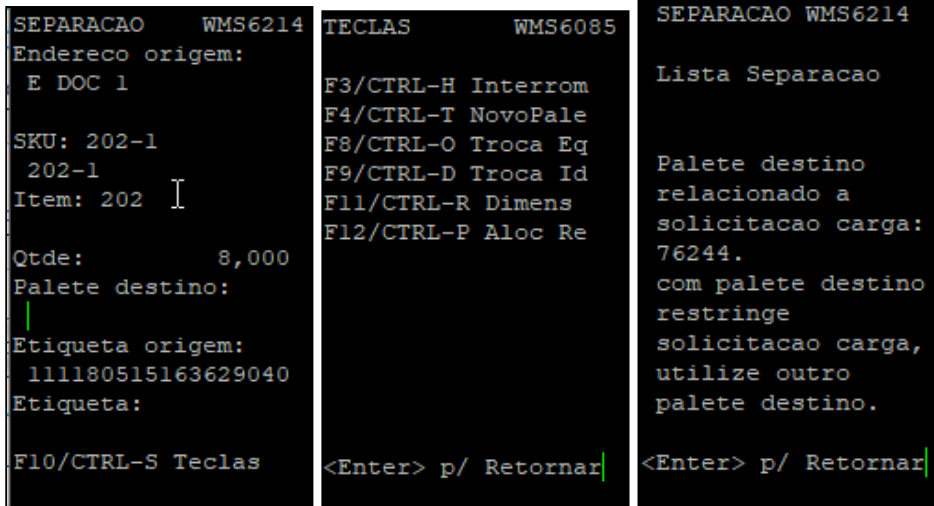 SEPARACAO WMS6214
Endereco origem:
E DOC 1
SKU: 202-1
202-1
Item: 202
Qtde: 8,000
Palete destino:
Etiqueta origem:
111180515163629040
Etiqueta:
F10/CTRL-S Teclas
TECLAS WMS6085
F3/CTRL-H Interrom
F4/CTRL-T NovoPale
F8/CTRL-O Troca Eq
F9/CTRL-D Troca Id
F11/CTRL-R Dimens
F12/CTRL-P Aloc Re
<Enter> p/ Retornar
SEPARACAO WMS6214
Lista Separacao
Palete destino
relacionado a
solicitacao carga:
76244.
com palete destino
restringe
solicitacao carga,
utilize outro
palete destino.
<Enter> p/ Retornar